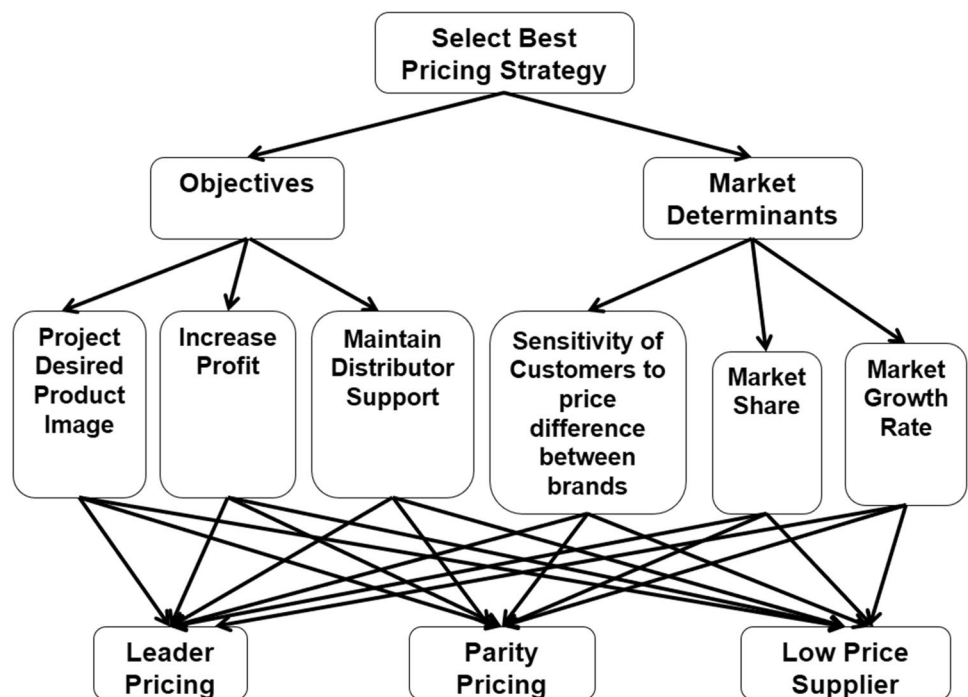 Select Best
Pricing Strategy
Objectives
Market
Determinants
Project
Desired
Product
Image
Increase
Profit
Maintain
Distributor
Support
Sensitivity of
Customers to
price
difference
between
brands
Market
Share
Market
Growth
Rate
Leader
Pricing
Parity
Pricing
Low Price
Supplier